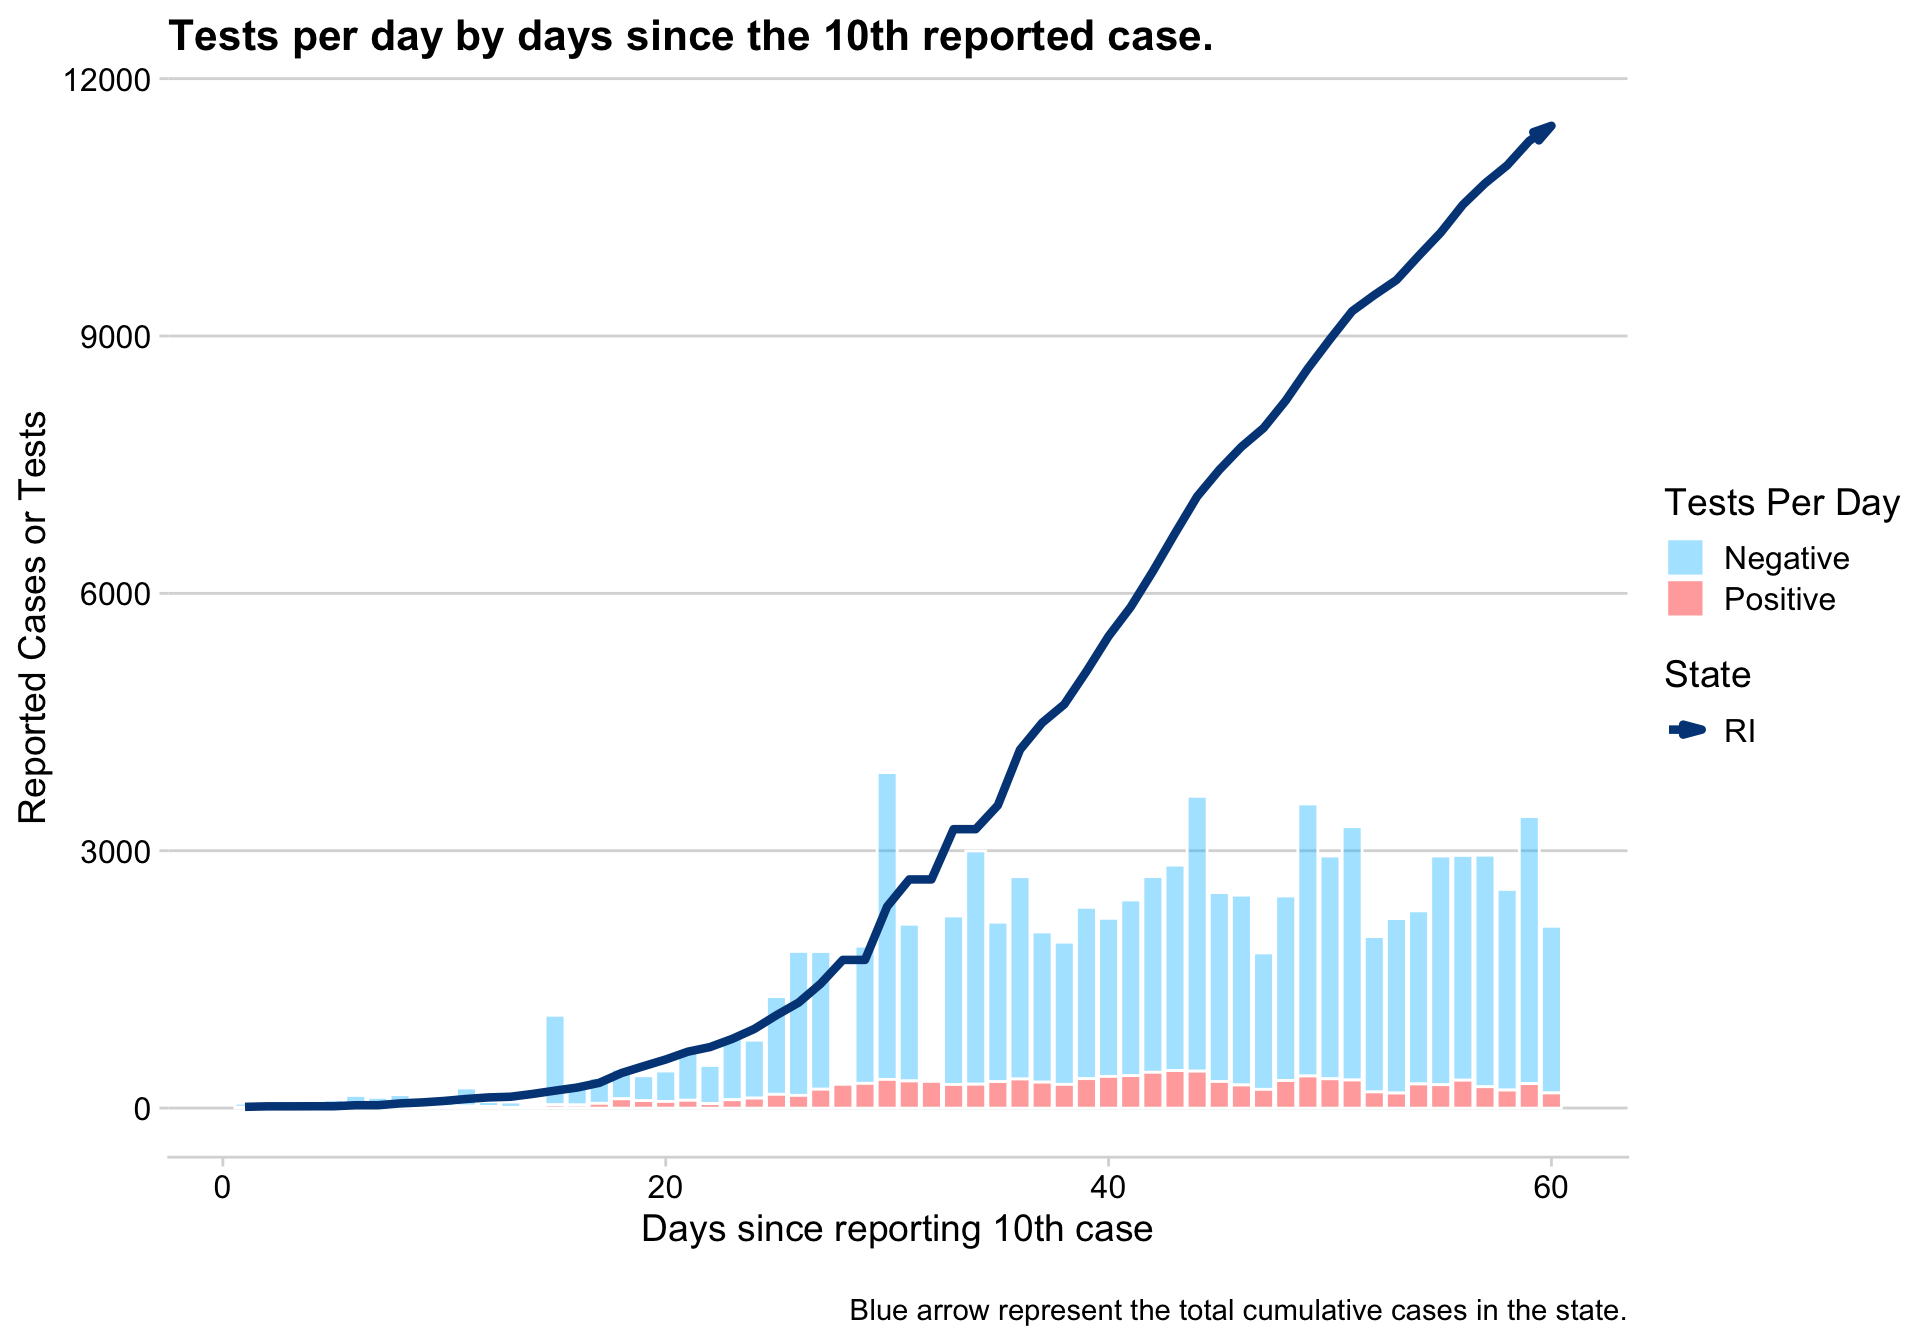 Tests per day by days since the 10th reported case.
12000
9000
6000
3000
0
Reported Cases or Tests
0 20 40 60
Days since reporting 10th case
Tests Per Day
Negative
Positive
State
RI
Blue arrow represent the total cumulative cases in the state.